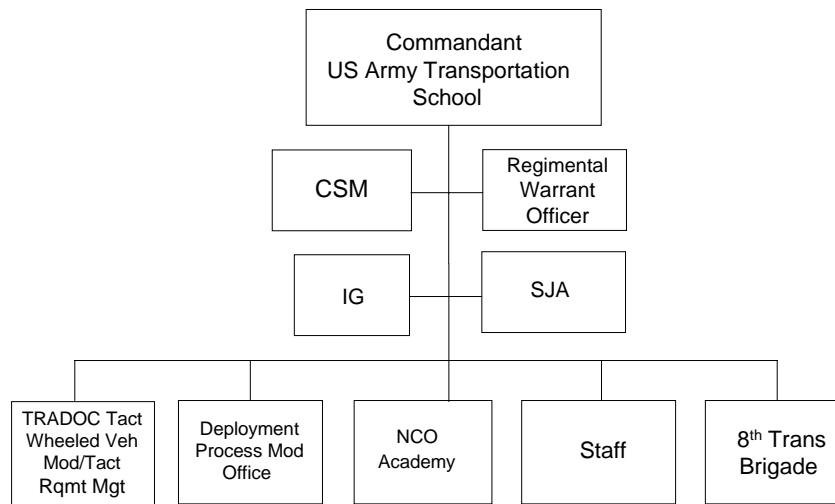 Commandant
US Army Transportation
School
CSM
Regimental
Warrant
Officer
IG
SJA
TRADOC Tact
Wheeled Veh
Mod/Tact
Rqmt Mgt
Deployment
Process Mod
Office
NCO
Academy
Staff
8th Trans
Brigade